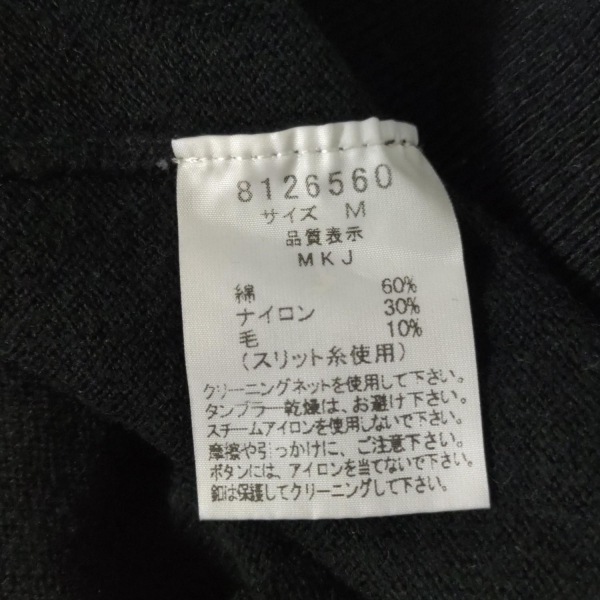 8126560
サイズ M
品質表示
MKJ
綿 60%
ナイロン 30%
毛 10%
(スリット糸使用)
クリーニングネットを使用して下さい。
タンブラー乾燥は、お避け下さい。
スチームアイロンを使用しないで下さい。
摩擦や引っかけに、ご注意下さい。
ボタンには、アイロンを当てないで下さい。
釦は保護してクリーニングして下さい。